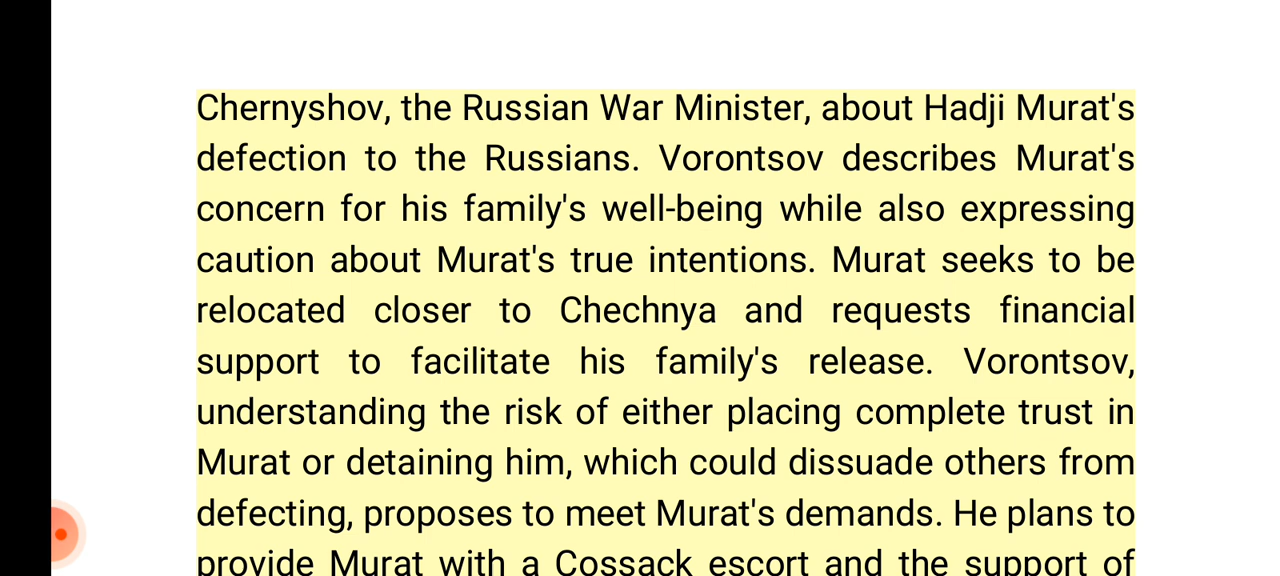 Chernyshov, the Russian War Minister, about Hadji Murat's
defection to the Russians. Vorontsov describes Murat's
concern for his family's well-being while also expressing
caution about Murat's true intentions. Murat seeks to be
relocated closer to Chechnya and requests financial
support to facilitate his family's release. Vorontsov,
understanding the risk of either placing complete trust in
Murat or detaining him, which could dissuade others from
defecting, proposes to meet Murat's demands. He plans to
provide Murat with a Cossack escort and the support of